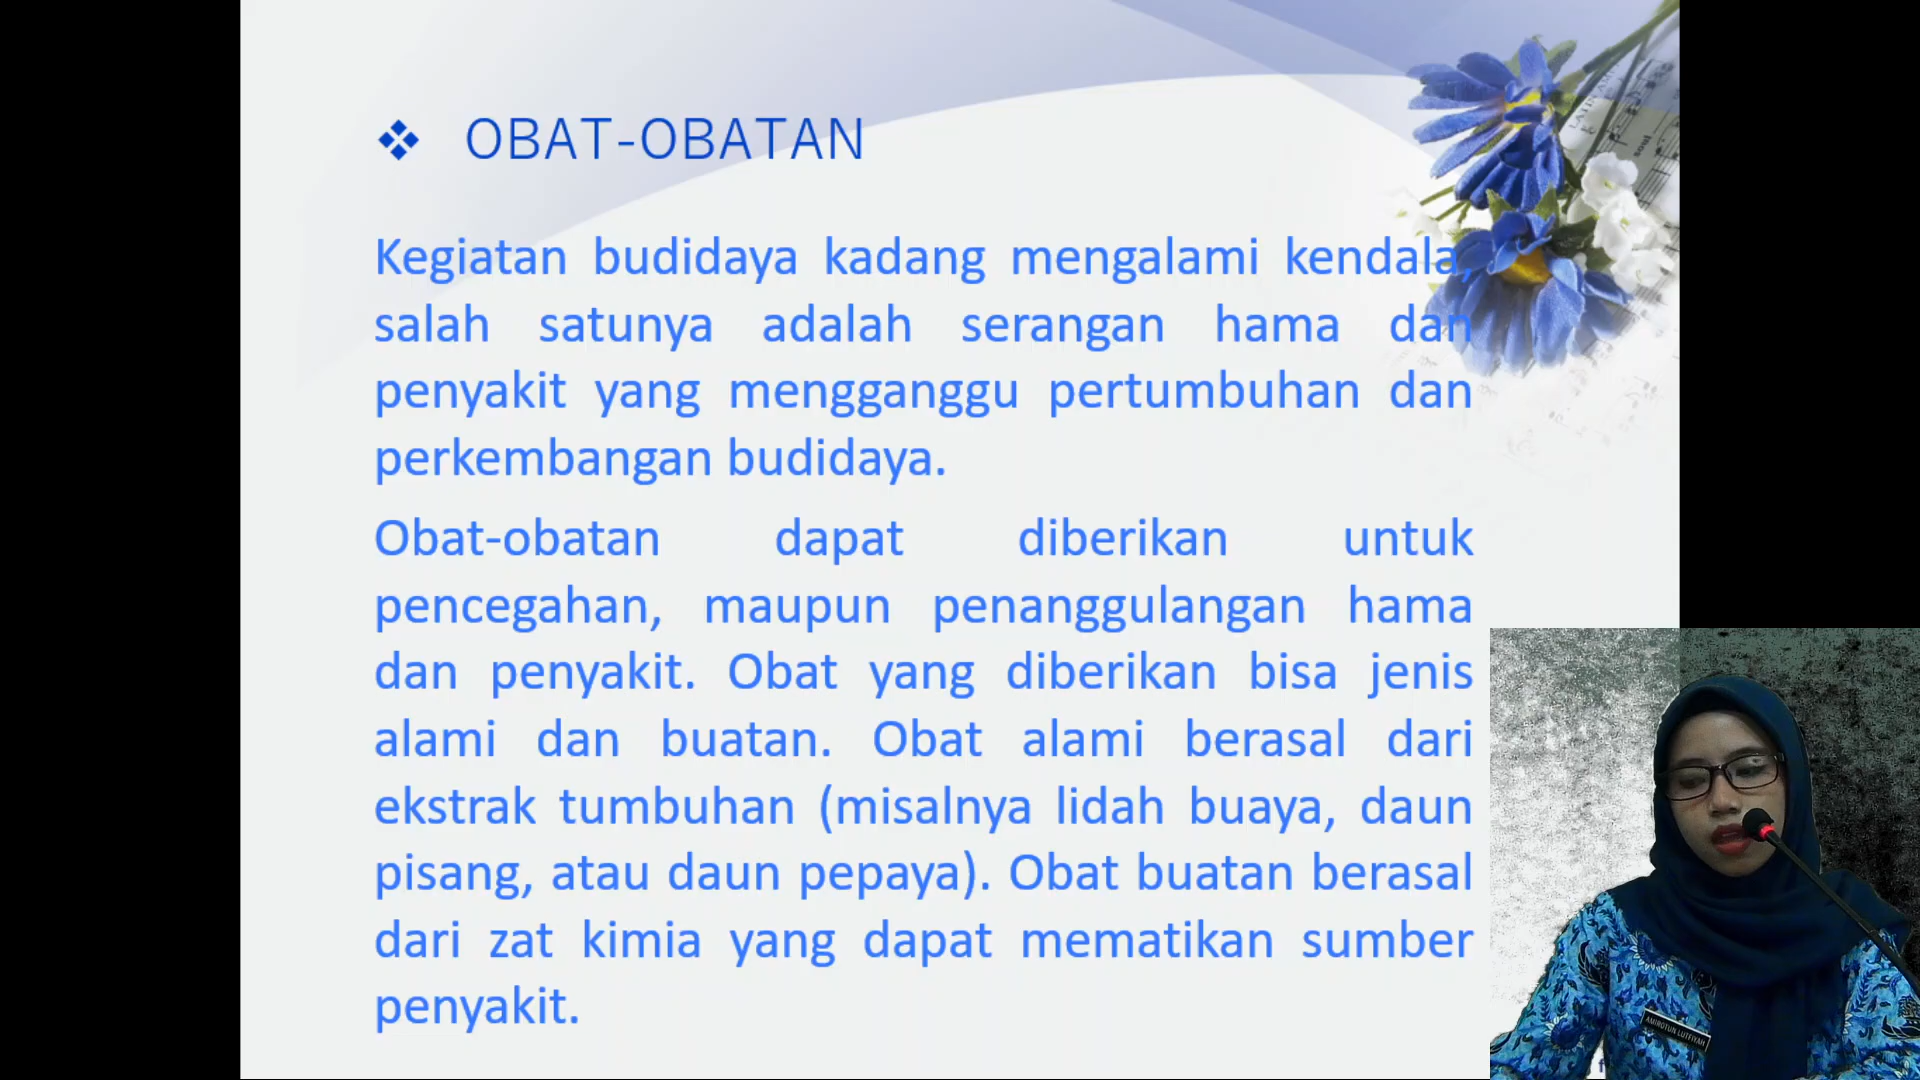 ❖ OBAT-OBATAN
Kegiatan budidaya kadang mengalami kendala,
salah satunya adalah serangan hama dan
penyakit yang mengganggu pertumbuhan dan
perkembangan budidaya.
Obat-obatan dapat diberikan untuk
pencegahan, maupun penanggulangan hama
dan penyakit. Obat yang diberikan bisa jenis
alami dan buatan. Obat alami berasal dari
ekstrak tumbuhan (misalnya lidah buaya, daun
pisang, atau daun pepaya). Obat buatan berasal
dari zat kimia yang dapat mematikan sumber
penyakit.
AMIROTUN LUTFIYAH